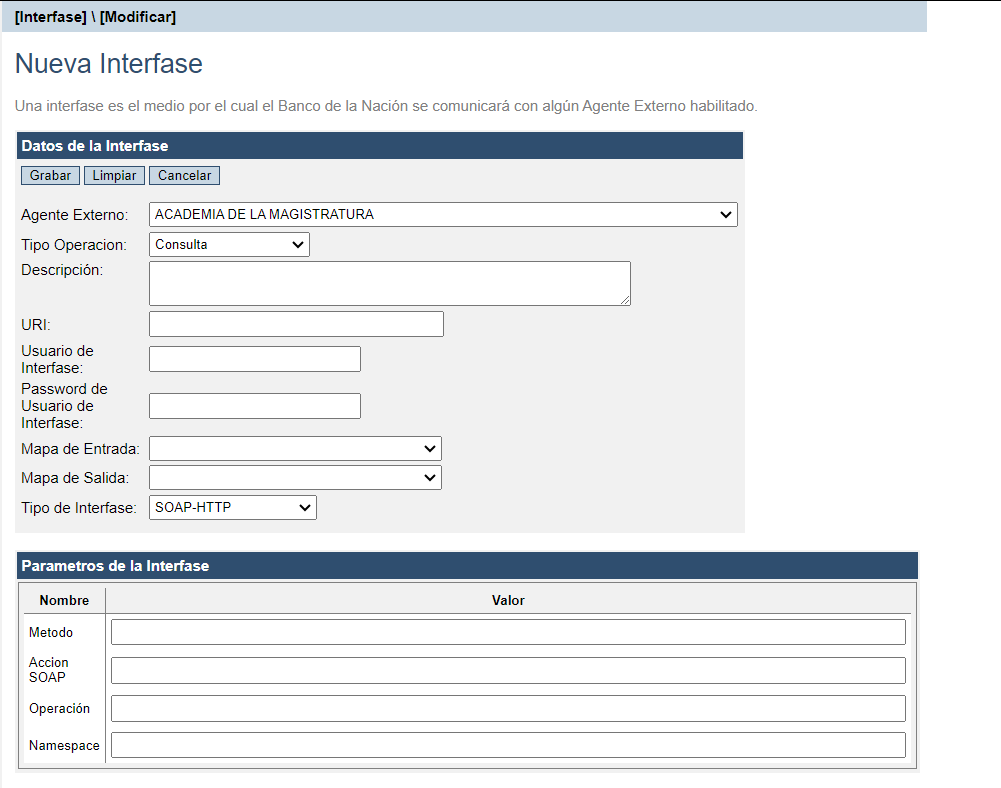 [Interfase] \ [Modificar]
Nueva Interfase
Una interfase es el medio por el cual el Banco de la Nación se comunicará con algún Agente Externo habilitado.
Datos de la Interfase
Grabar Limpiar Cancelar
Agente Externo: ACADEMIA DE LA MAGISTRATURA
Tipo Operacion: Consulta
Descripción:
URI:
Usuario de
Interfase:
Password de
Usuario de
Interfase:
Mapa de Entrada:
Mapa de Salida:
Tipo de Interfase: SOAP-HTTP
Parametros de la Interfase
Nombre Valor
Metodo
Accion
SOAP
Operación
Namespace